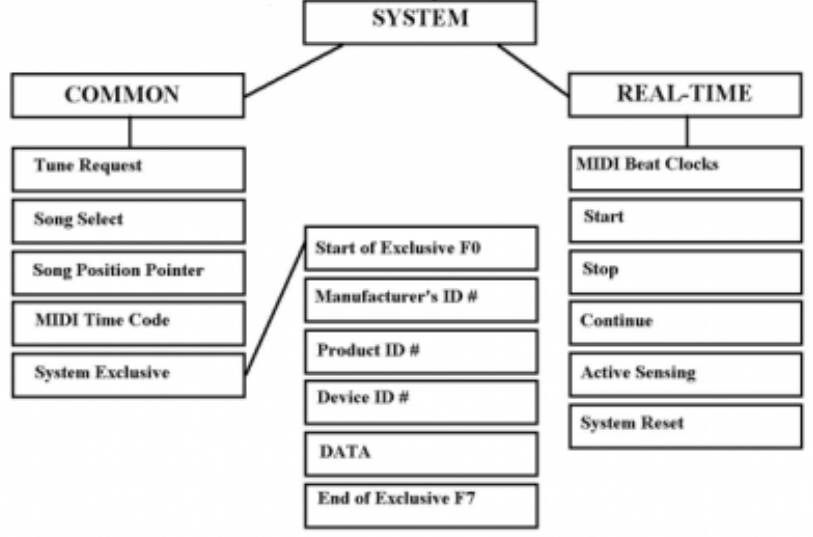 SYSTEM
COMMON
REAL-TIME
Tune Request
Song Select
Song Position Pointer
MIDI Time Code
System Exclusive
Start of Exclusive F0
Manufacturer's ID #
Product ID #
Device ID #
DATA
End of Exclusive F7
MIDI Beat Clocks
Start
Stop
Continue
Active Sensing
System Reset